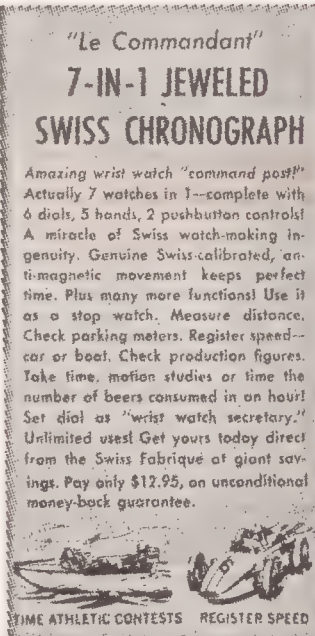 "Le Commandant"
7-IN-1 JEWELED
SWISS CHRONOGRAPH
Amazing wrist watch "command post!"
Actually 7 watches in 1—complete with
6 dials, 5 hands, 2 pushbutton controls!
A miracle of Swiss watch-making in-
genuity. Genuine Swiss-calibrated, an-
ti-magnetic movement keeps perfect
time. Plus many more functions! Use it
as a stop watch. Measure distance.
Check parking meters. Register speed—
car or boat. Check production figures.
Take time, motion studies or time the
number of beers consumed in an hour!
Set dial as "wrist watch secretary."
Unlimited uses! Get yours today direct
from the Swiss Fabrique at giant sav-
ings. Pay only $12.95, on unconditional
money-back guarantee.
TIME ATHLETIC CONTESTS REGISTER SPEED